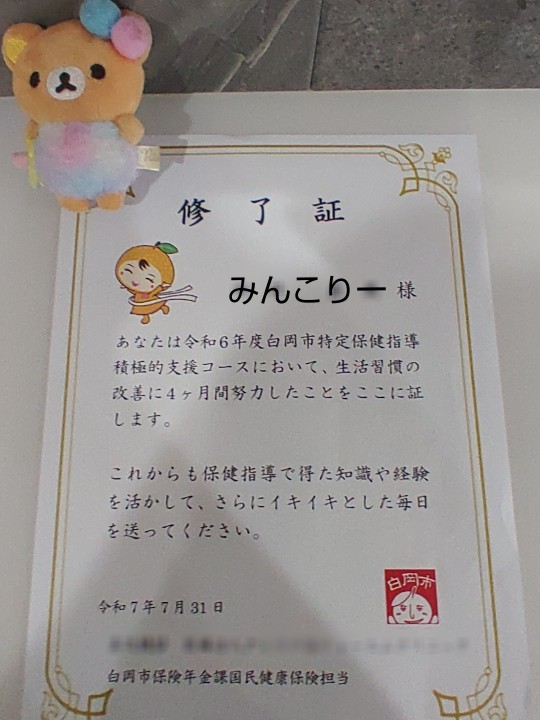 修了証
みんこりー 様
あなたは令和6年度白岡市特定保健指導
積極的支援コースにおいて、生活習慣の
改善に4ヶ月間努力したことをここに証
します。
これからも保健指導で得た知識や経験
を活かして、さらにイキイキとした毎日
を送ってください。
白岡市
令和7年7月31日
白岡市保険年金課国民健康保険担当